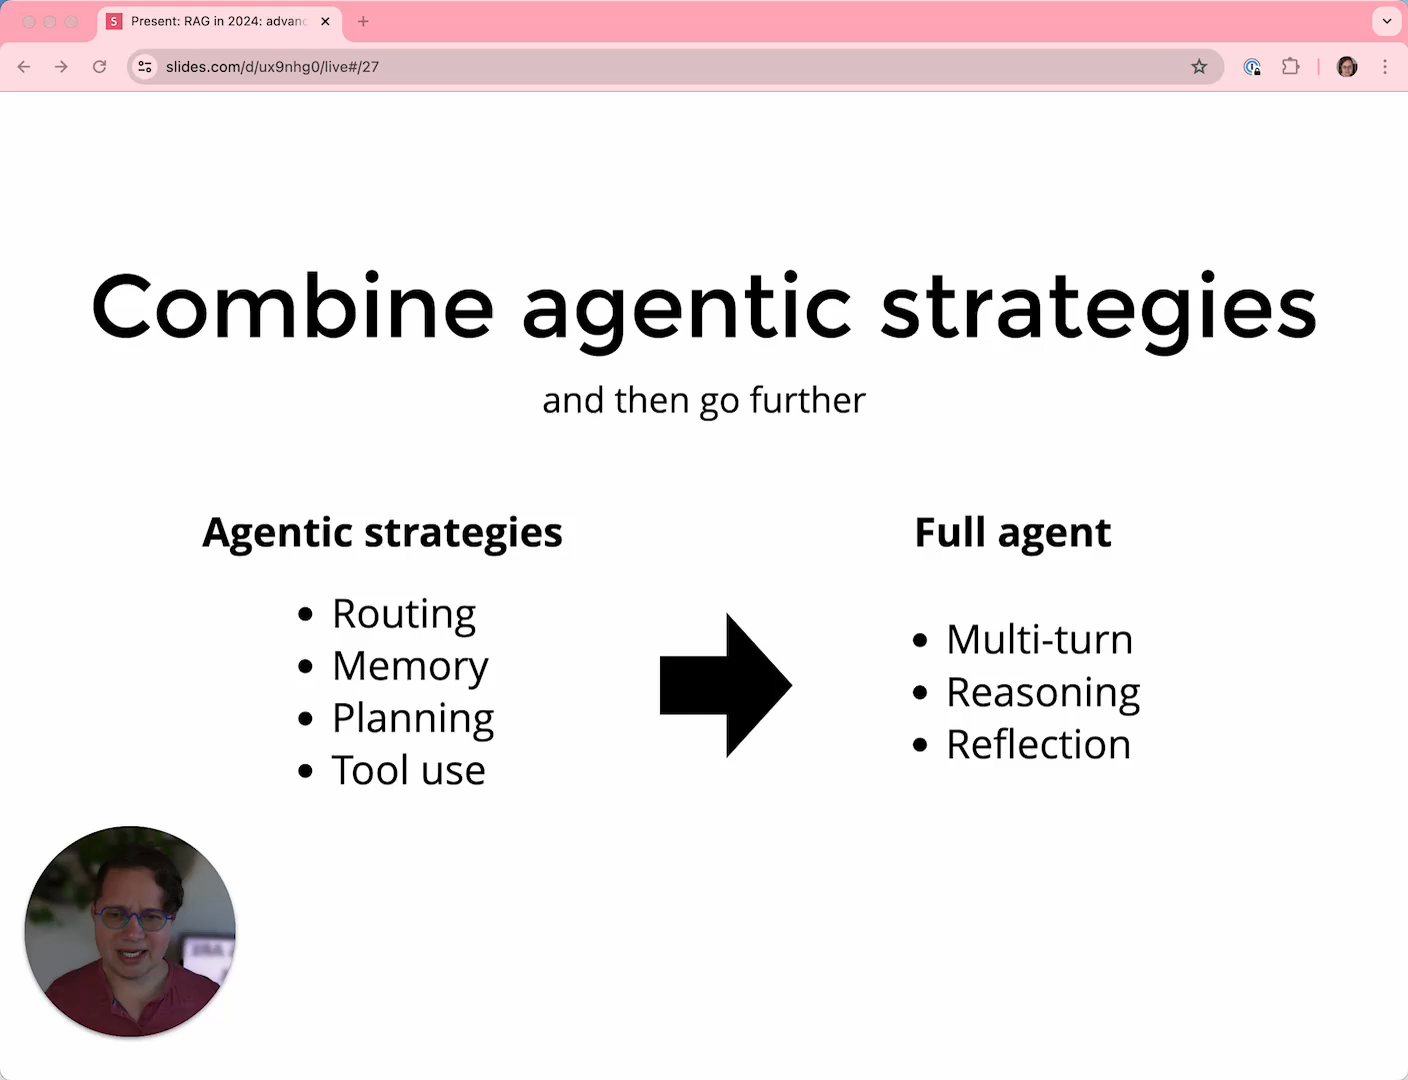 S
Present: RAG in 2024: advanc
slides.com/d/ux9nhg0/live#/27
Combine agentic strategies
and then go further
Agentic strategies
• Routing
• Memory
• Planning
• Tool use
Full agent
• Multi-turn
• Reasoning
• Reflection